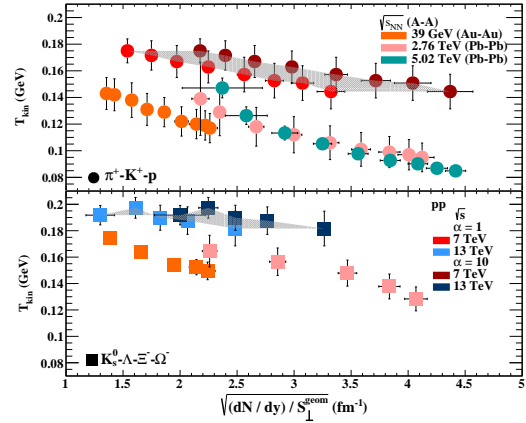 √s_NN (A-A)
39 GeV (Au-Au)
2.76 TeV (Pb-Pb)
5.02 TeV (Pb-Pb)
0.2
0.18
0.16
0.14
0.12
0.1
0.08
T_kin (GeV)
π⁺-K⁺-p
pp
√s
α = 1
7 TeV
13 TeV
α = 10
7 TeV
13 TeV
0.2
0.18
0.16
0.14
0.12
0.1
0.08
T_kin (GeV)
K⁰_s-Λ-Ξ⁻-Ω⁻
1 1.5 2 2.5 3 3.5 4 4.5 5
√(dN / dy) / S_⊥^geom (fm⁻¹)